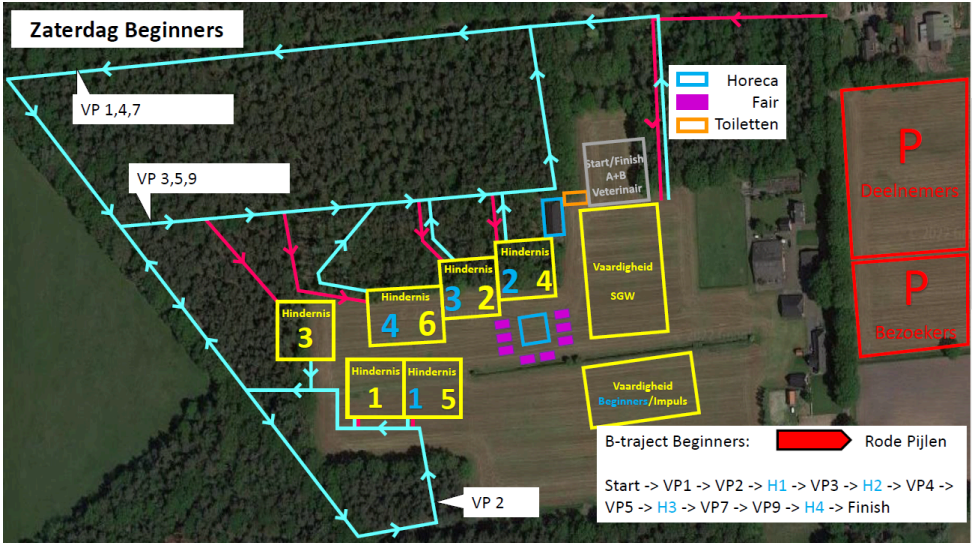 Zaterdag Beginners
VP 1,4,7
VP 3,5,9
Horeca
Fair
Toiletten
Start/Finish
A+B
Veterinair
P
Deelnemers
P
Bezoekers
Vaardigheid
SGW
Hindernis
2 4
Hindernis
3 2
Hindernis
4 6
Hindernis
3
Hindernis
1
Hindernis
1 5
Vaardigheid
Beginners/Impuls
VP 2
B-traject Beginners: Rode Pijlen
Start -> VP1 -> VP2 -> H1 -> VP3 -> H2 -> VP4 ->
VP5 -> H3 -> VP7 -> VP9 -> H4 -> Finish